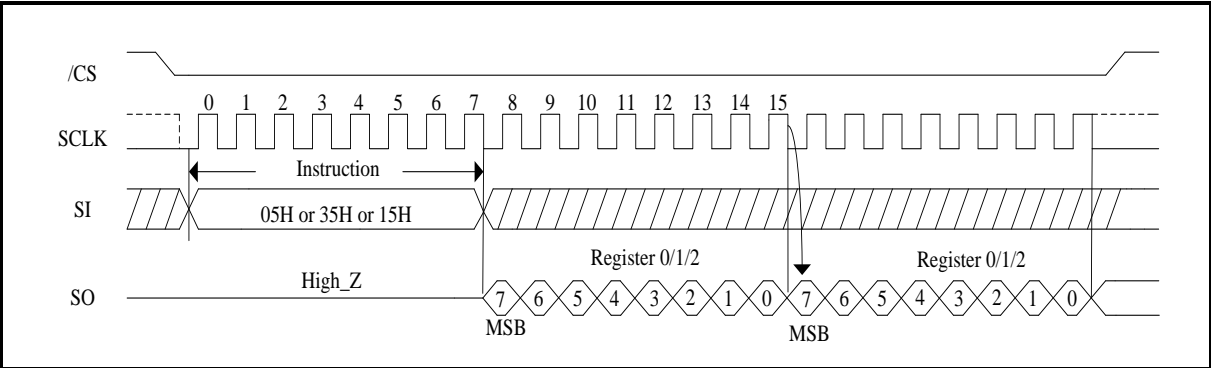 /CS
0 1 2 3 4 5 6 7 8 9 10 11 12 13 14 15
SCLK
Instruction
SI
05H or 35H or 15H
Register 0/1/2 Register 0/1/2
High_Z
SO
7 6 5 4 3 2 1 0 7 6 5 4 3 2 1 0
MSB MSB